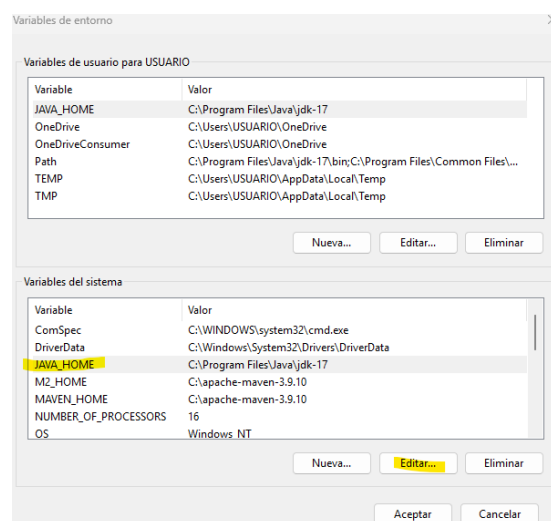 Variables de entorno
Variables de usuario para USUARIO
Variable Valor
JAVA_HOME C:\Program Files\Java\jdk-17
OneDrive C:\Users\USUARIO\OneDrive
OneDriveConsumer C:\Users\USUARIO\OneDrive
Path C:\Program Files\Java\jdk-17\bin;C:\Program Files\Common Files\...
TEMP C:\Users\USUARIO\AppData\Local\Temp
TMP C:\Users\USUARIO\AppData\Local\Temp
Nueva... Editar... Eliminar
Variables del sistema
Variable Valor
ComSpec C:\WINDOWS\system32\cmd.exe
DriverData C:\Windows\System32\Drivers\DriverData
JAVA_HOME C:\Program Files\Java\jdk-17
M2_HOME C:\apache-maven-3.9.10
MAVEN_HOME C:\apache-maven-3.9.10
NUMBER_OF_PROCESSORS 16
OS Windows_NT
Nueva... Editar... Eliminar
Aceptar Cancelar